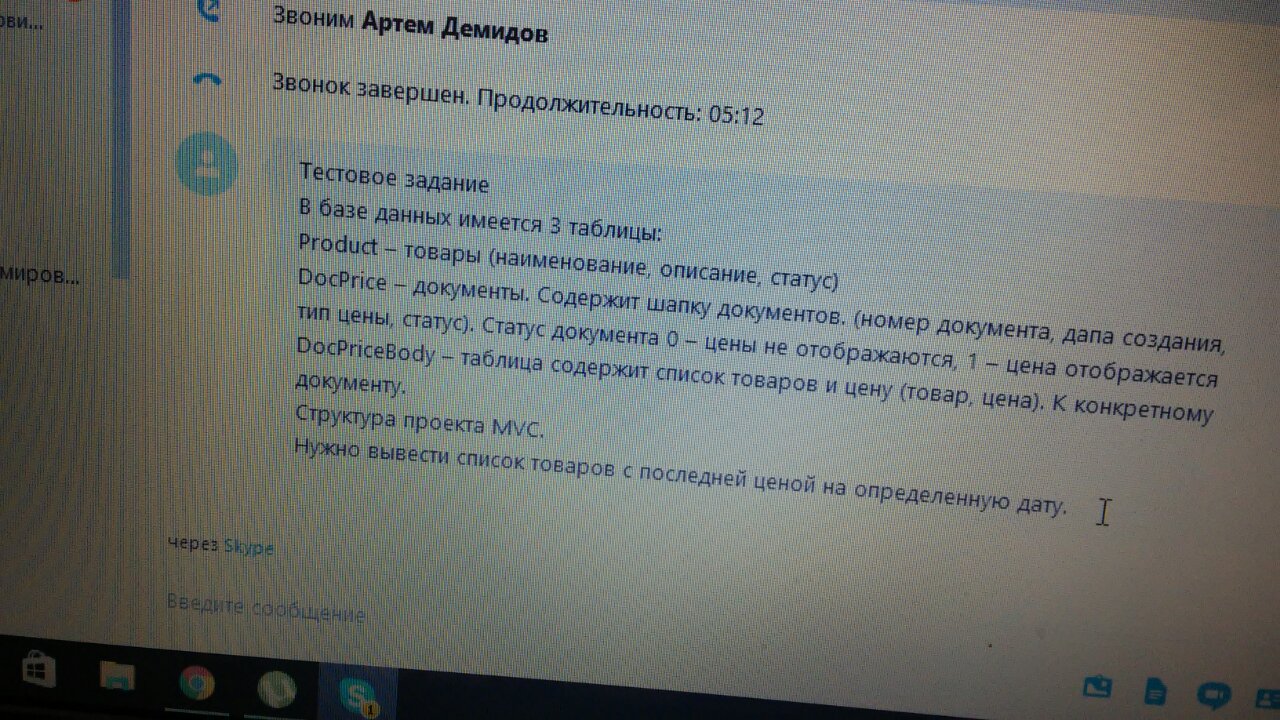 ови...
Звоним Артем Демидов
Звонок завершен. Продолжительность: 05:12
Тестовое задание
В базе данных имеется 3 таблицы:
Product – товары (наименование, описание, статус)
DocPrice – документы. Содержит шапку документов. (номер документа, дапа создания,
тип цены, статус). Статус документа 0 – цены не отображаются, 1 – цена отображается
DocPriceBody – таблица содержит список товаров и цену (товар, цена). К конкретному
документу.
Структура проекта MVC.
Нужно вывести список товаров с последней ценой на определенную дату.
миров...
через Skype
Введите сообщение
1